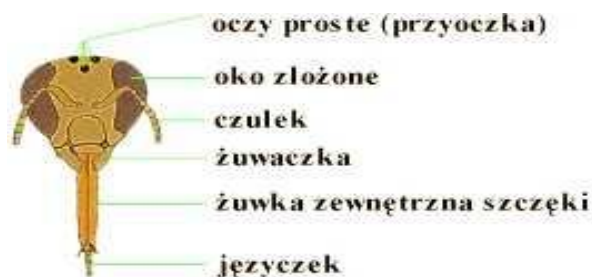 oczy proste (przyoczka)
oko złożone
czułek
żuwaczka
żuwka zewnętrzna szczęki
języczek